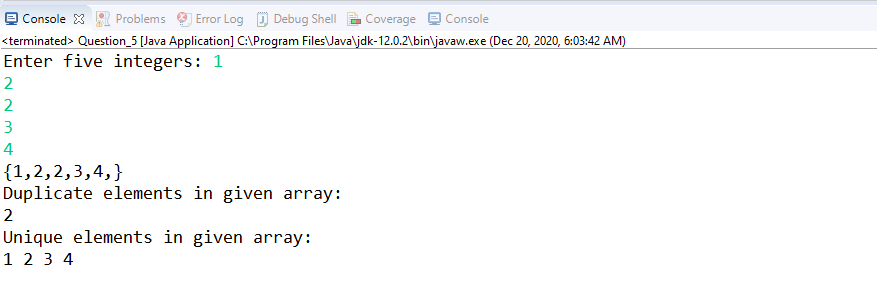 Console Problems Error Log Debug Shell Coverage Console
<terminated> Question_5 [Java Application] C:\Program Files\Java\jdk-12.0.2\bin\javaw.exe (Dec 20, 2020, 6:03:42 AM)
Enter five integers: 1
2
2
3
4
{1,2,2,3,4,}
Duplicate elements in given array:
2
Unique elements in given array:
1 2 3 4